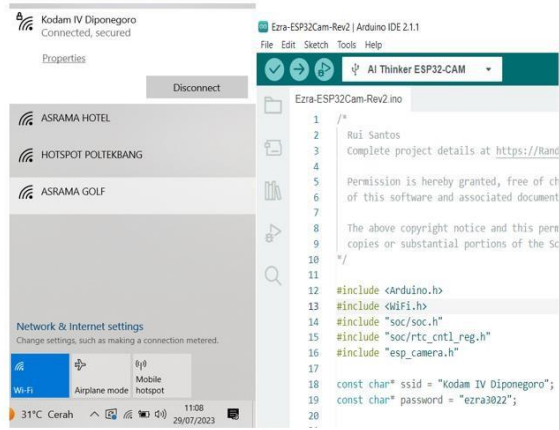 Kodam IV Diponegoro
Connected, secured
Properties
Disconnect
ASRAMA HOTEL
HOTSPOT POLTEKBANG
ASRAMA GOLF
Network & Internet settings
Change settings, such as making a connection metered.
Wi-Fi
Airplane mode
Mobile hotspot
31°C Cerah
11:08
29/07/2023
Ezra-ESP32Cam-Rev2 | Arduino IDE 2.1.1
File Edit Sketch Tools Help
AI Thinker ESP32-CAM
Ezra-ESP32Cam-Rev2.ino
1 /*
2 Rui Santos
3 Complete project details at https://Rand
4
5 Permission is hereby granted, free of ch
6 of this software and associated document
7
8 The above copyright notice and this perm
9 copies or substantial portions of the So
10 */
11
12 #include <Arduino.h>
13 #include <WiFi.h>
14 #include "soc/soc.h"
15 #include "soc/rtc_cntl_reg.h"
16 #include "esp_camera.h"
17
18 const char* ssid = "Kodam IV Diponegoro";
19 const char* password = "ezra3022";
20